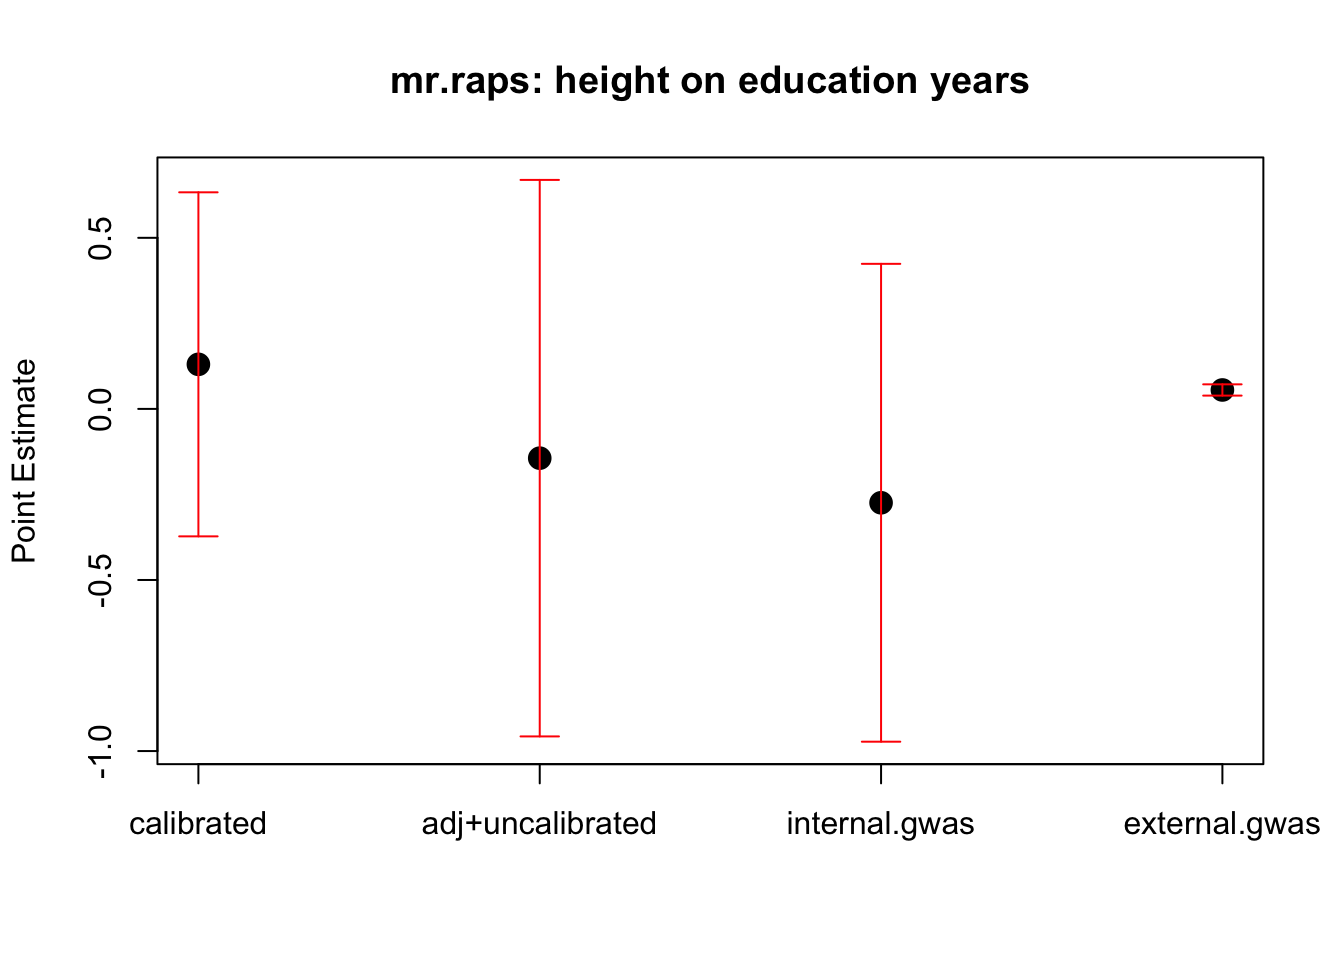 mr.raps: height on education years
Point Estimate
0.5
0.0
-0.5
-1.0
calibrated
adj+uncalibrated
internal.gwas
external.gwas